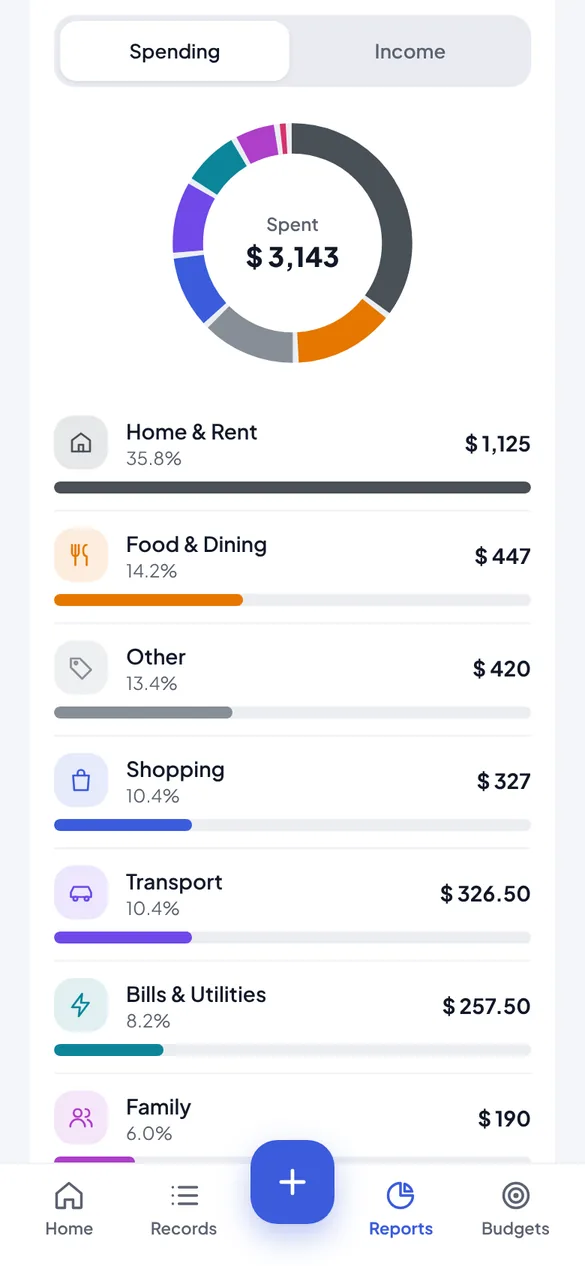 Spending
Income
Spent
$ 3,143
Home & Rent
35.8%
$ 1,125
Food & Dining
14.2%
$ 447
Other
13.4%
$ 420
Shopping
10.4%
$ 327
Transport
10.4%
$ 326.50
Bills & Utilities
8.2%
$ 257.50
Family
6.0%
$ 190
Home
Records
Reports
Budgets